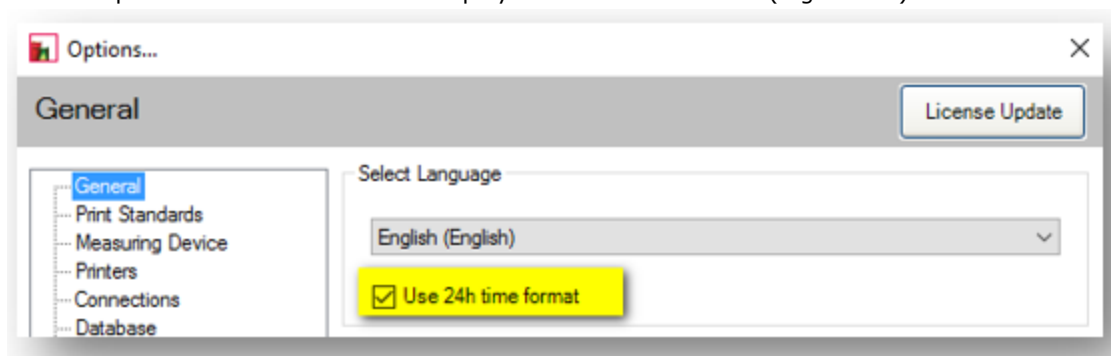 Options...
General
License Update
General
Print Standards
Measuring Device
Printers
Connections
Database
Select Language
English (English)
Use 24h time format